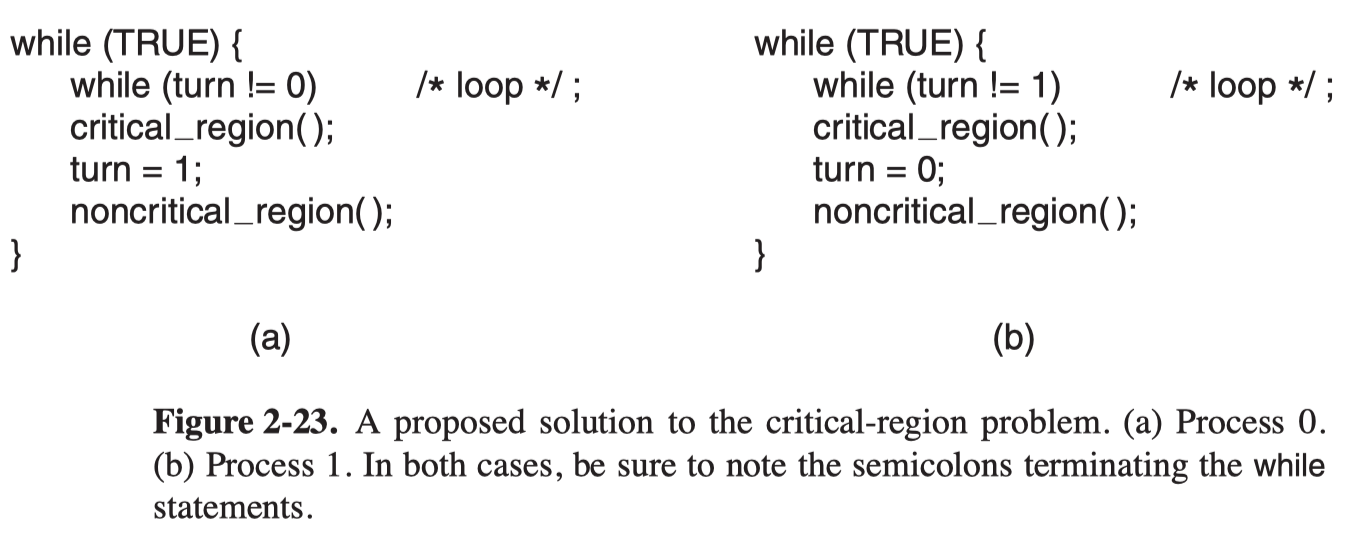 while (TRUE) {
while (turn != 0) /* loop */ ;
critical_region( );
turn = 1;
noncritical_region( );
}
(a)
while (TRUE) {
while (turn != 1) /* loop */ ;
critical_region( );
turn = 0;
noncritical_region( );
}
(b)
Figure 2-23. A proposed solution to the critical-region problem. (a) Process 0.
(b) Process 1. In both cases, be sure to note the semicolons terminating the while
statements.